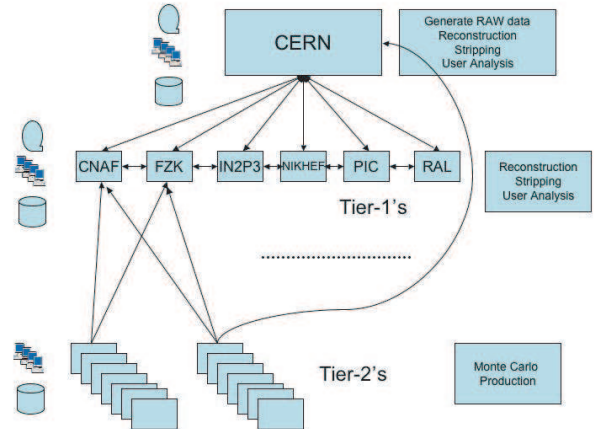 CERN
Generate RAW data
Reconstruction
Stripping
User Analysis
CNAF
FZK
IN2P3
NIKHEF
PIC
RAL
Reconstruction
Stripping
User Analysis
Tier-1's
Tier-2's
Monte Carlo
Production